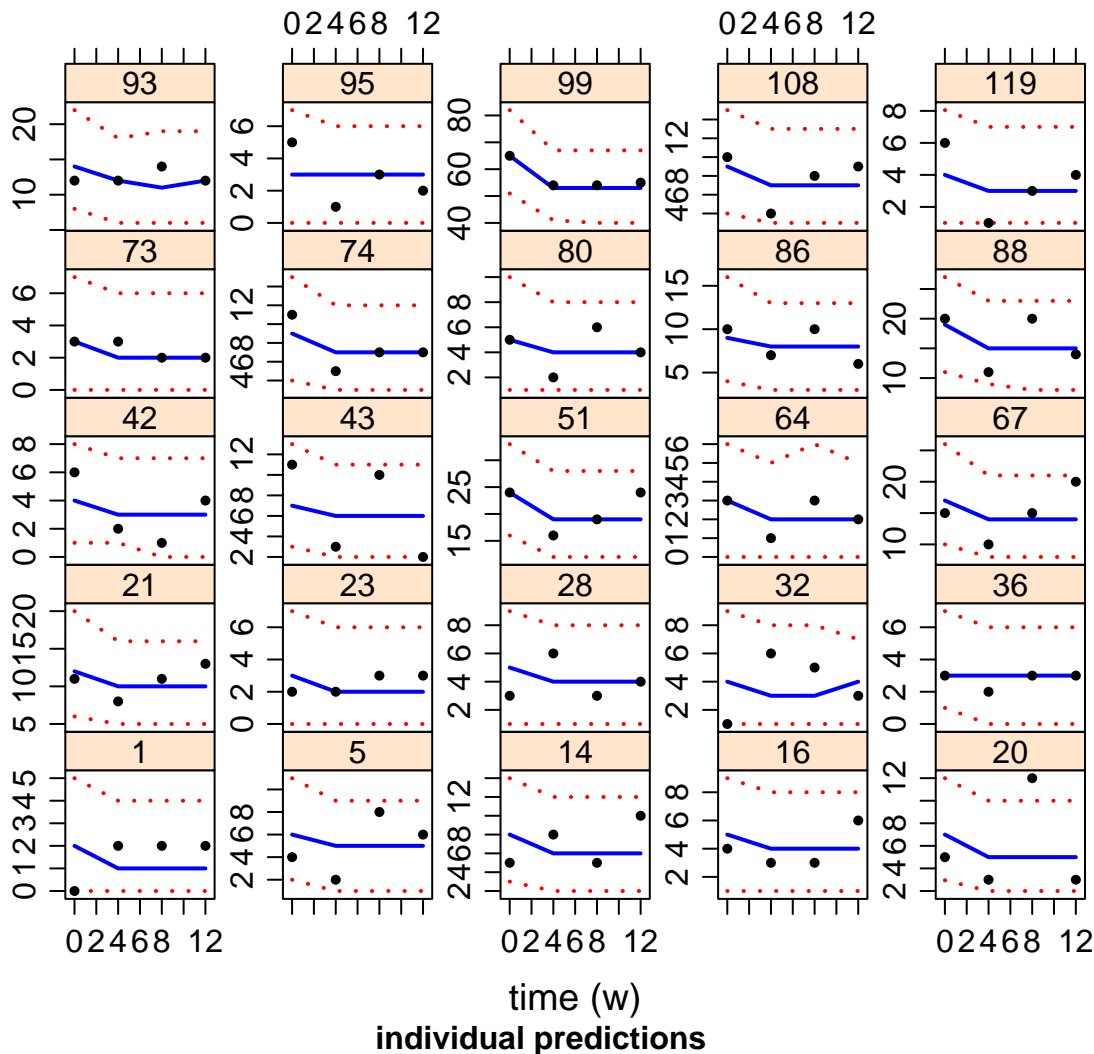 0 2 4 6 8 12 0 2 4 6 8 12
93 95 99 108 119
10 20
0 2 4 6
40 60 80
4 6 8 12
2 4 6 8
73 74 80 86 88
0 2 4 6
4 6 8 12
2 4 6 8
5 10 15
10 20
42 43 51 64 67
0 2 4 6 8
2 4 6 8 12
15 25
0 1 2 3 4 5 6
10 20
21 23 28 32 36
5 10 15 20
0 2 4 6
2 4 6 8
2 4 6 8
0 2 4 6
1 5 14 16 20
0 1 2 3 4 5
2 4 6 8
2 4 6 8 12
2 4 6 8
2 4 6 8 12
0 2 4 6 8 12 0 2 4 6 8 12 0 2 4 6 8 12
time (w)
individual predictions